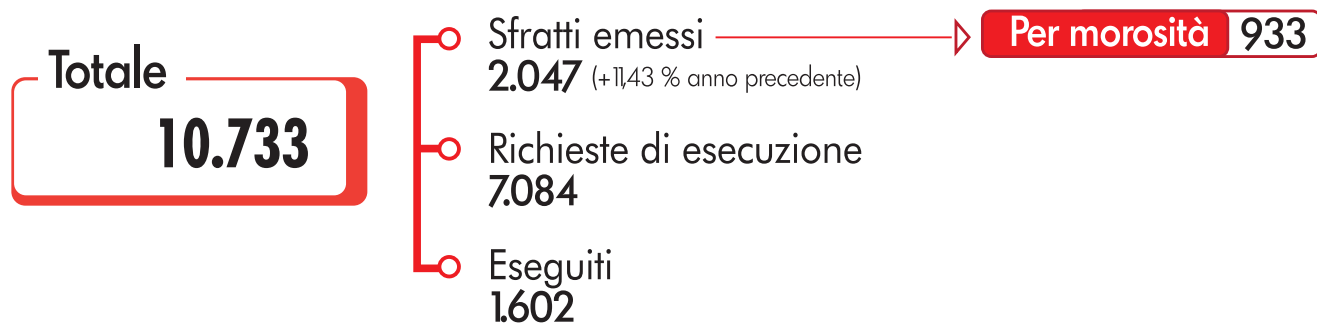 Totale
10.733
Sfratti emessi
2.047 (+11,43 % anno precedente)
Per morosità 933
Richieste di esecuzione
7.084
Eseguiti
1.602